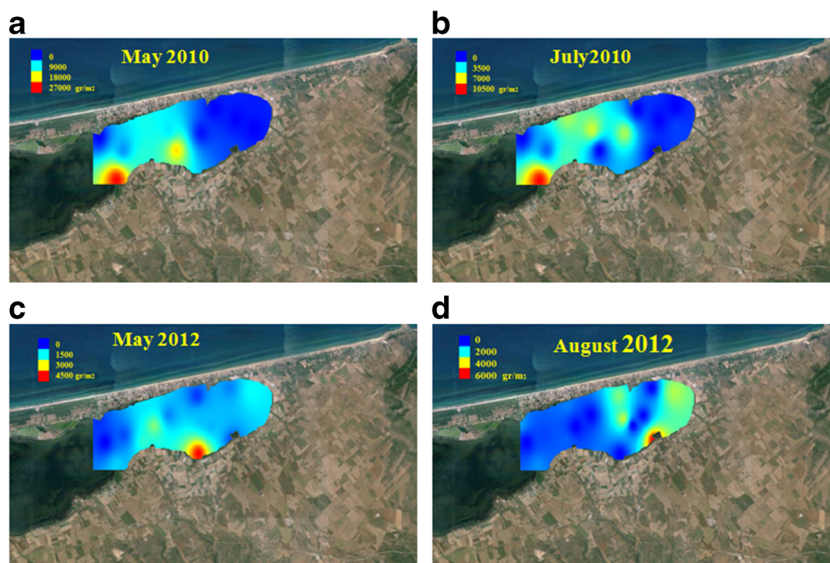 a
May 2010
0
9000
18000
27000 gr/m2
b
July2010
0
3500
7000
10500 gr/m2
c
May 2012
0
1500
3000
4500 gr/m2
d
August 2012
0
2000
4000
6000 gr/m2